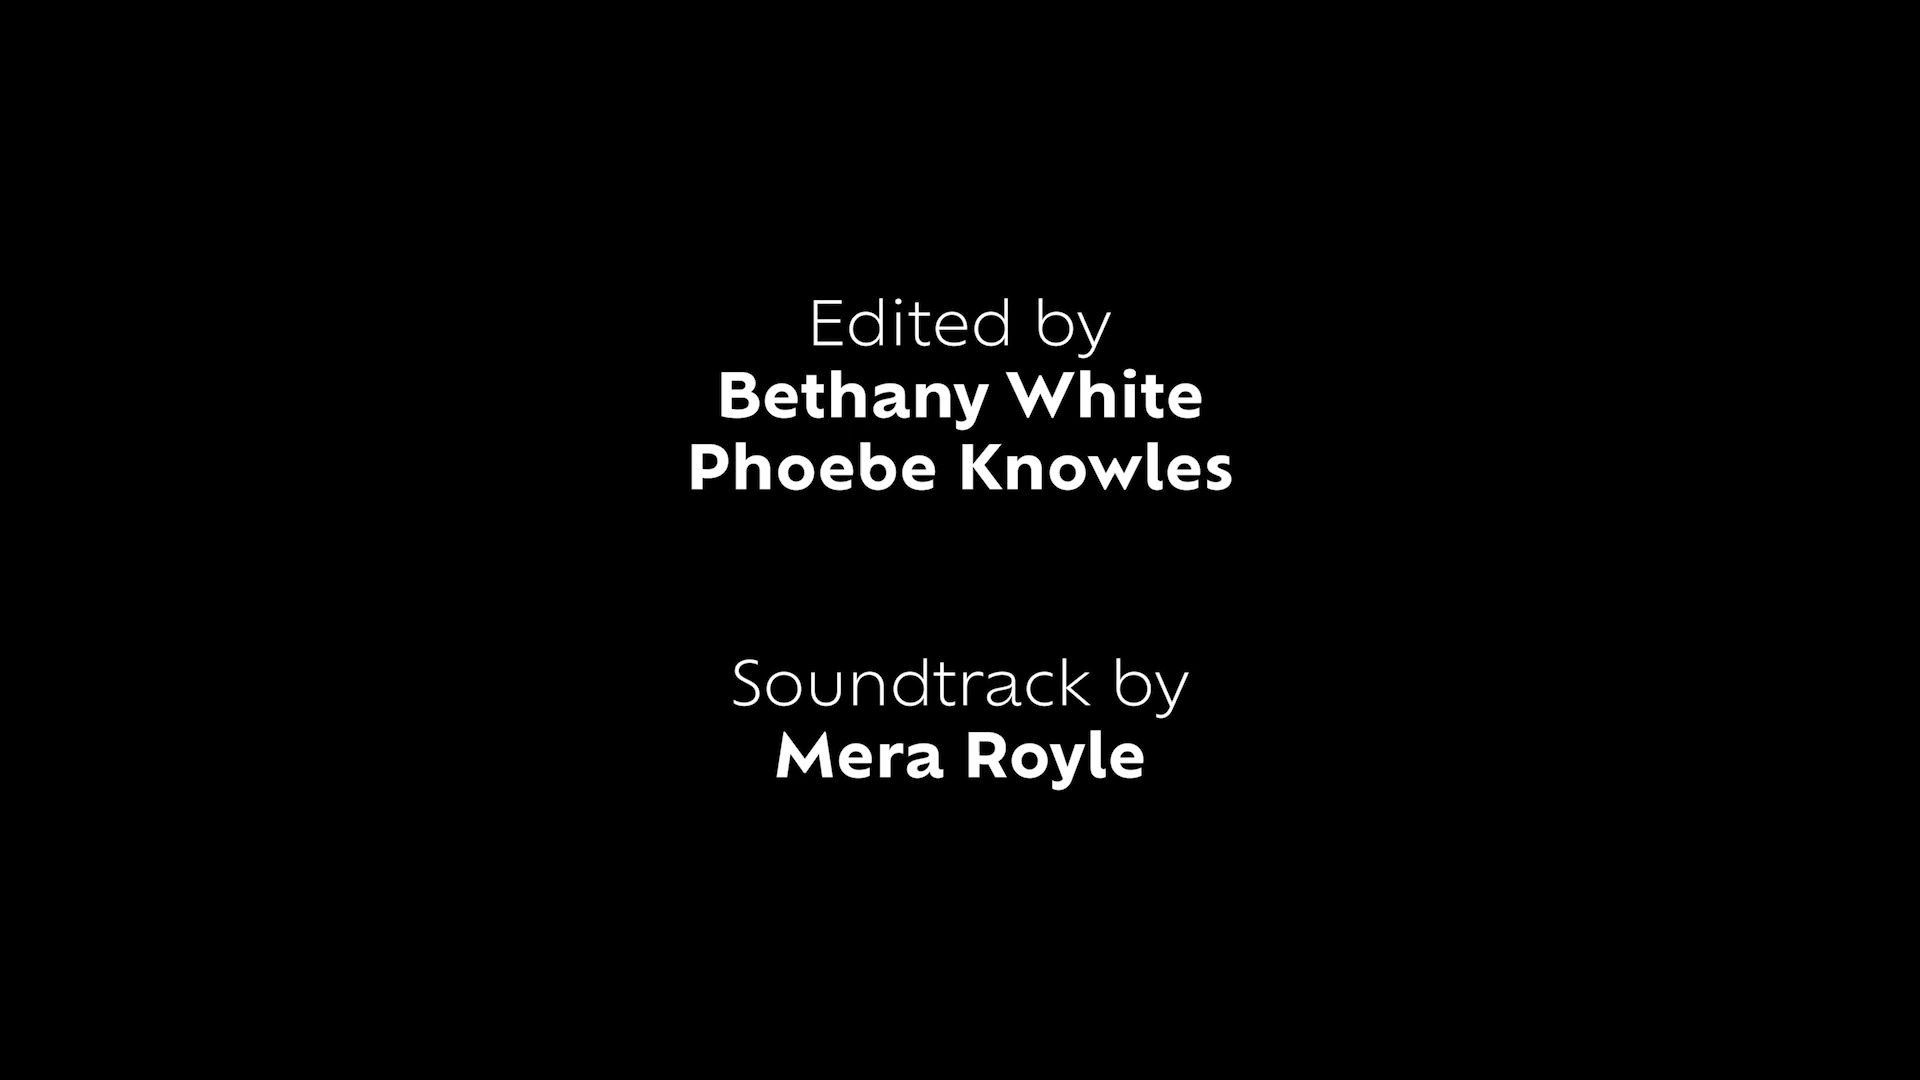 Edited by
Bethany White
Phoebe Knowles
Soundtrack by
Mera Royle